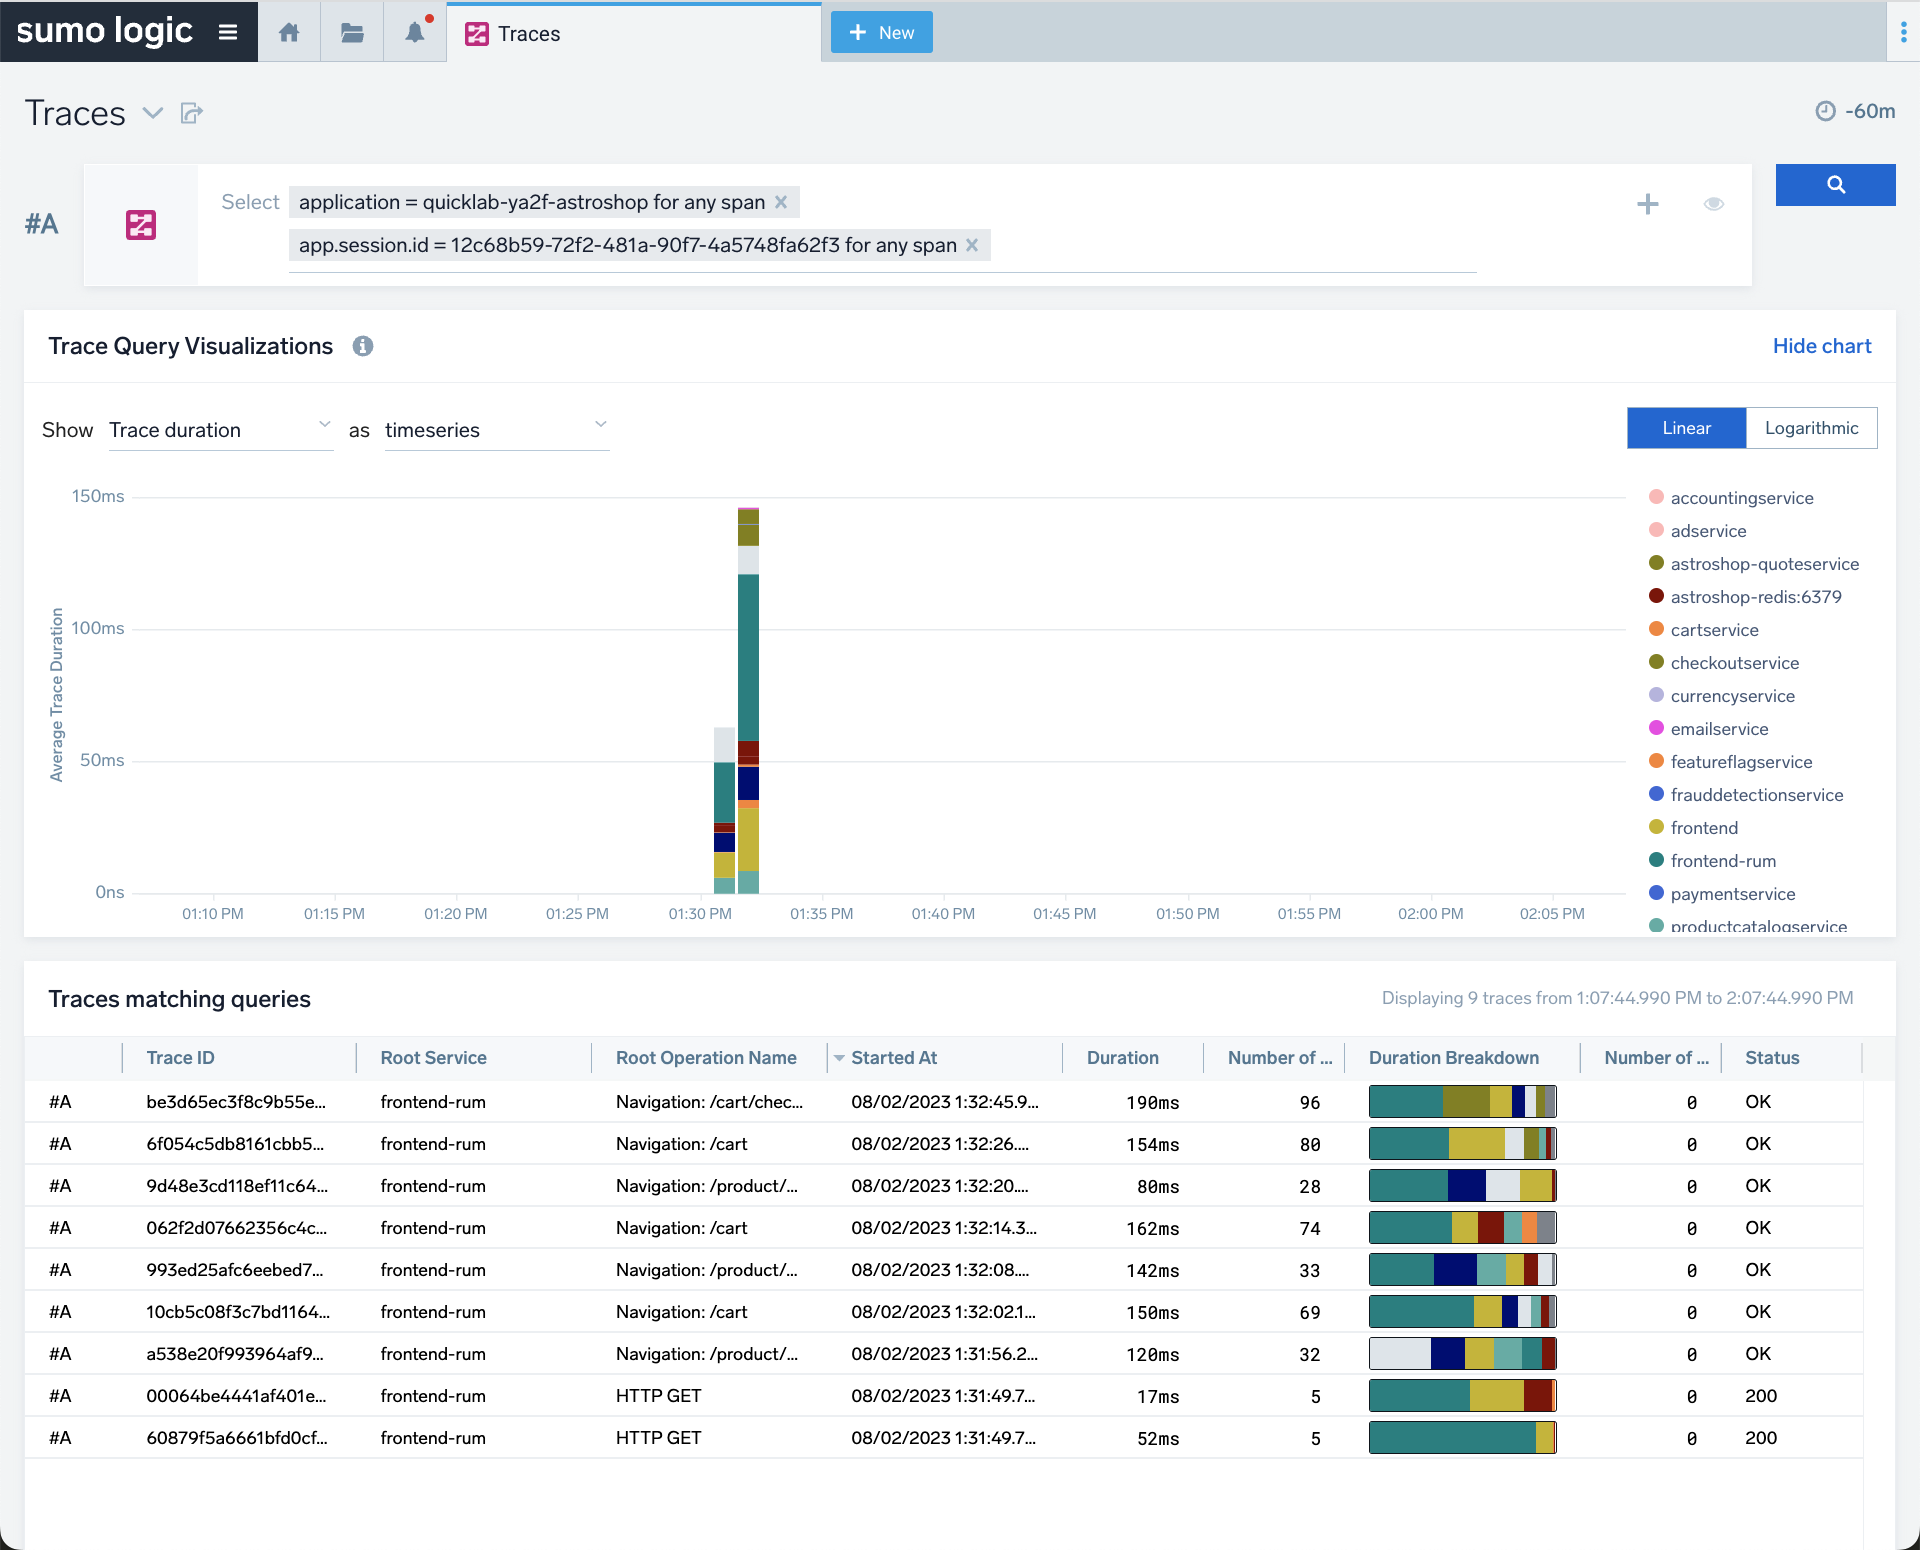 sumo logic Traces + New
Traces -60m
#A Select application = quicklab-ya2f-astroshop for any span ×
app.session.id = 12c68b59-72f2-481a-90f7-4a5748fa62f3 for any span ×
Trace Query Visualizations Hide chart
Show Trace duration as timeseries Linear Logarithmic
Average Trace Duration
150ms
100ms
50ms
0ns
01:10 PM 01:15 PM 01:20 PM 01:25 PM 01:30 PM 01:35 PM 01:40 PM 01:45 PM 01:50 PM 01:55 PM 02:00 PM 02:05 PM
accountingservice
adservice
astroshop-quoteservice
astroshop-redis:6379
cartservice
checkoutservice
currencyservice
emailservice
featureflagservice
frauddetectionservice
frontend
frontend-rum
paymentservice
productcatalogservice
Traces matching queries Displaying 9 traces from 1:07:44.990 PM to 2:07:44.990 PM
Trace ID Root Service Root Operation Name Started At Duration Number of ... Duration Breakdown Number of ... Status
#A be3d65ec3f8c9b55e... frontend-rum Navigation: /cart/chec... 08/02/2023 1:32:45.9... 190ms 96 0 OK
#A 6f054c5db8161cbb5... frontend-rum Navigation: /cart 08/02/2023 1:32:26.... 154ms 80 0 OK
#A 9d48e3cd118ef11c64... frontend-rum Navigation: /product/... 08/02/2023 1:32:20.... 80ms 28 0 OK
#A 062f2d07662356c4c... frontend-rum Navigation: /cart 08/02/2023 1:32:14.3... 162ms 74 0 OK
#A 993ed25afc6eebed7... frontend-rum Navigation: /product/... 08/02/2023 1:32:08.... 142ms 33 0 OK
#A 10cb5c08f3c7bd1164... frontend-rum Navigation: /cart 08/02/2023 1:32:02.1... 150ms 69 0 OK
#A a538e20f993964af9... frontend-rum Navigation: /product/... 08/02/2023 1:31:56.2... 120ms 32 0 OK
#A 00064be4441af401e... frontend-rum HTTP GET 08/02/2023 1:31:49.7... 17ms 5 0 200
#A 60879f5a6661bfd0cf... frontend-rum HTTP GET 08/02/2023 1:31:49.7... 52ms 5 0 200